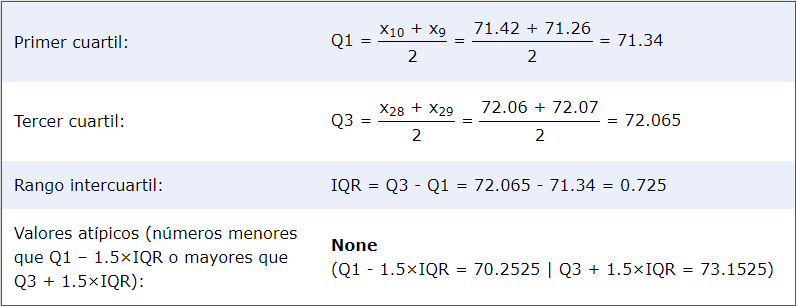 Primer cuartil:
Q1 = (x₁₀ + x₉)/2 = (71.42 + 71.26)/2 = 71.34
Tercer cuartil:
Q3 = (x₂₈ + x₂₉)/2 = (72.06 + 72.07)/2 = 72.065
Rango intercuartil:
IQR = Q3 - Q1 = 72.065 - 71.34 = 0.725
Valores atípicos (números menores
que Q1 − 1.5×IQR o mayores que
Q3 + 1.5×IQR):
None
(Q1 - 1.5×IQR = 70.2525 | Q3 + 1.5×IQR = 73.1525)